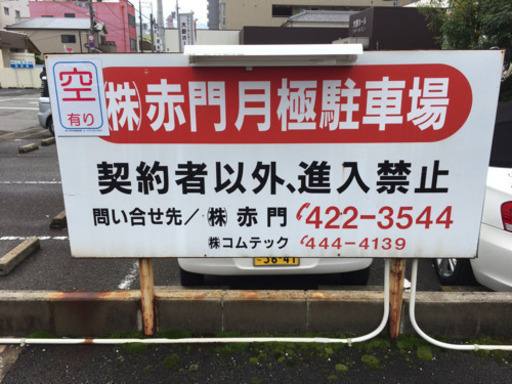 空
有り
㈱赤門月極駐車場
契約者以外、進入禁止
問い合せ先／㈱赤門 422-3544
㈱コムテック 444-4139